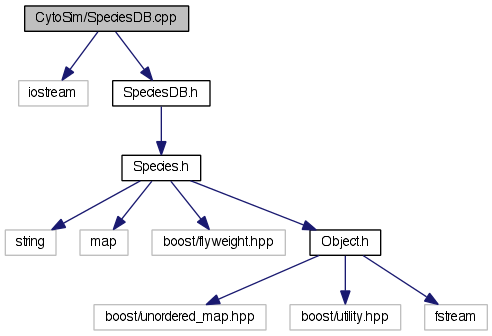 CytoSim/SpeciesDB.cpp
iostream
SpeciesDB.h
Species.h
string
map
boost/flyweight.hpp
Object.h
boost/unordered_map.hpp
boost/utility.hpp
fstream